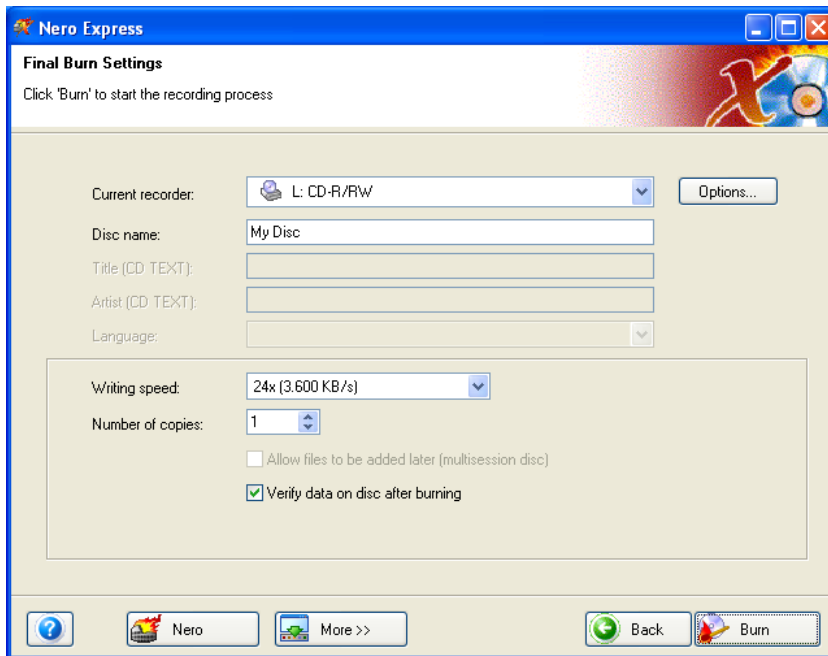 Nero Express
Final Burn Settings
Click 'Burn' to start the recording process
Current recorder: L: CD-R/RW Options...
Disc name: My Disc
Title (CD TEXT):
Artist (CD TEXT):
Language:
Writing speed: 24x (3.600 KB/s)
Number of copies: 1
Allow files to be added later (multisession disc)
Verify data on disc after burning
Nero More >> Back Burn